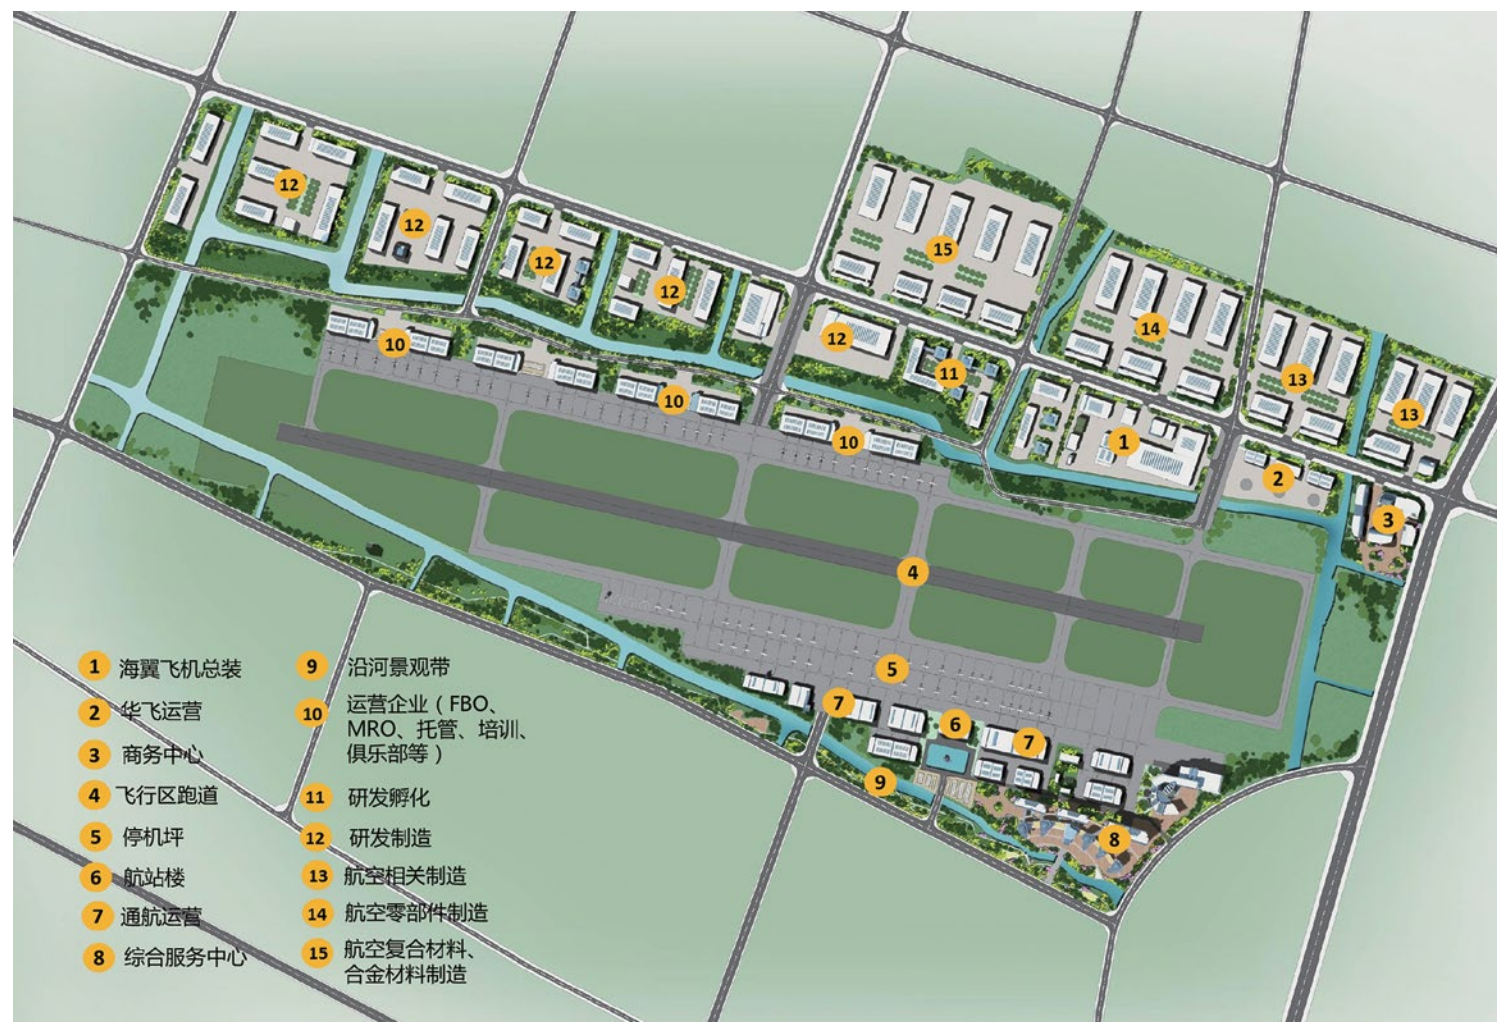 12
12
12
12
15
14
12
11
13
13
10
10
10
1
2
3
4
5
7
6
7
9
8
1 海翼飞机总装
2 华飞运营
3 商务中心
4 飞行区跑道
5 停机坪
6 航站楼
7 通航运营
8 综合服务中心
9 沿河景观带
10 运营企业（FBO、
MRO、托管、培训、
俱乐部等）
11 研发孵化
12 研发制造
13 航空相关制造
14 航空零部件制造
15 航空复合材料、
合金材料制造